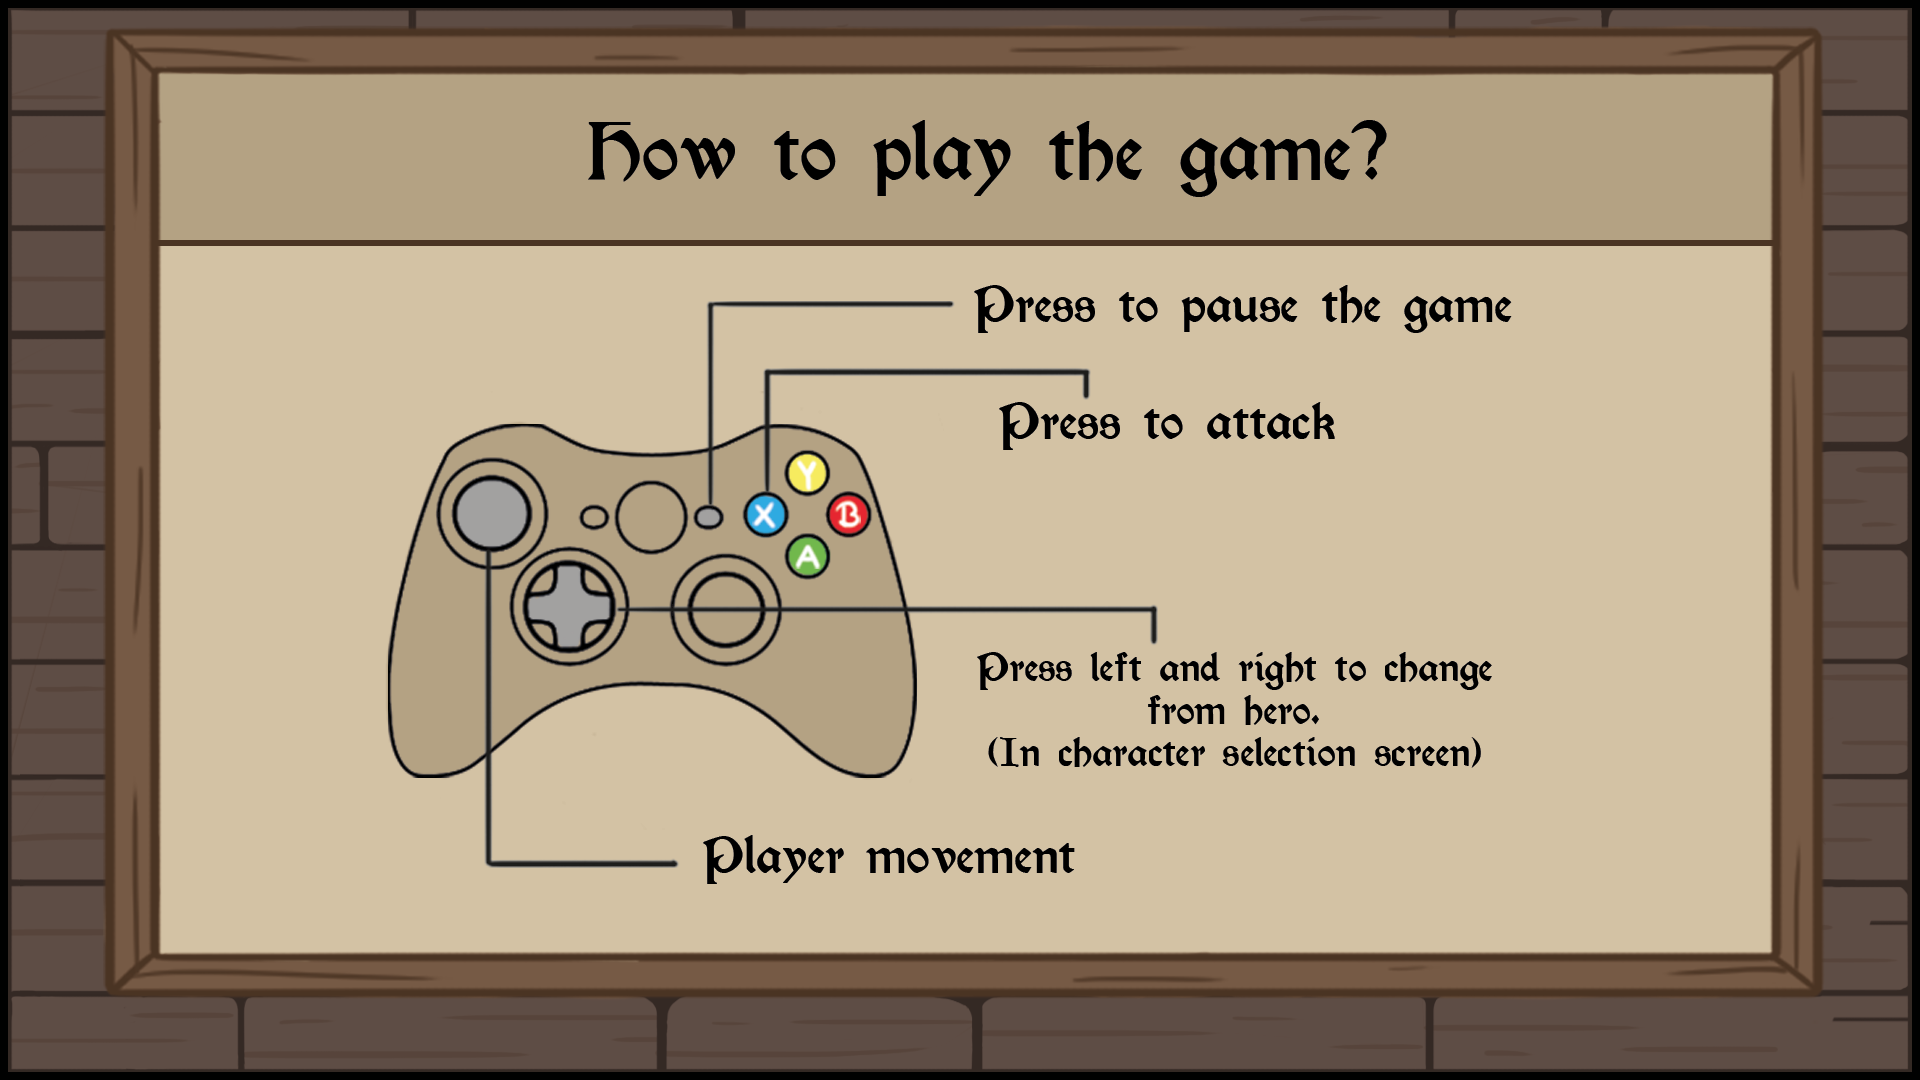 How to play the game?
Press to pause the game
Press to attack
Y
X
B
A
Press left and right to change
from hero.
(In character selection screen)
Player movement